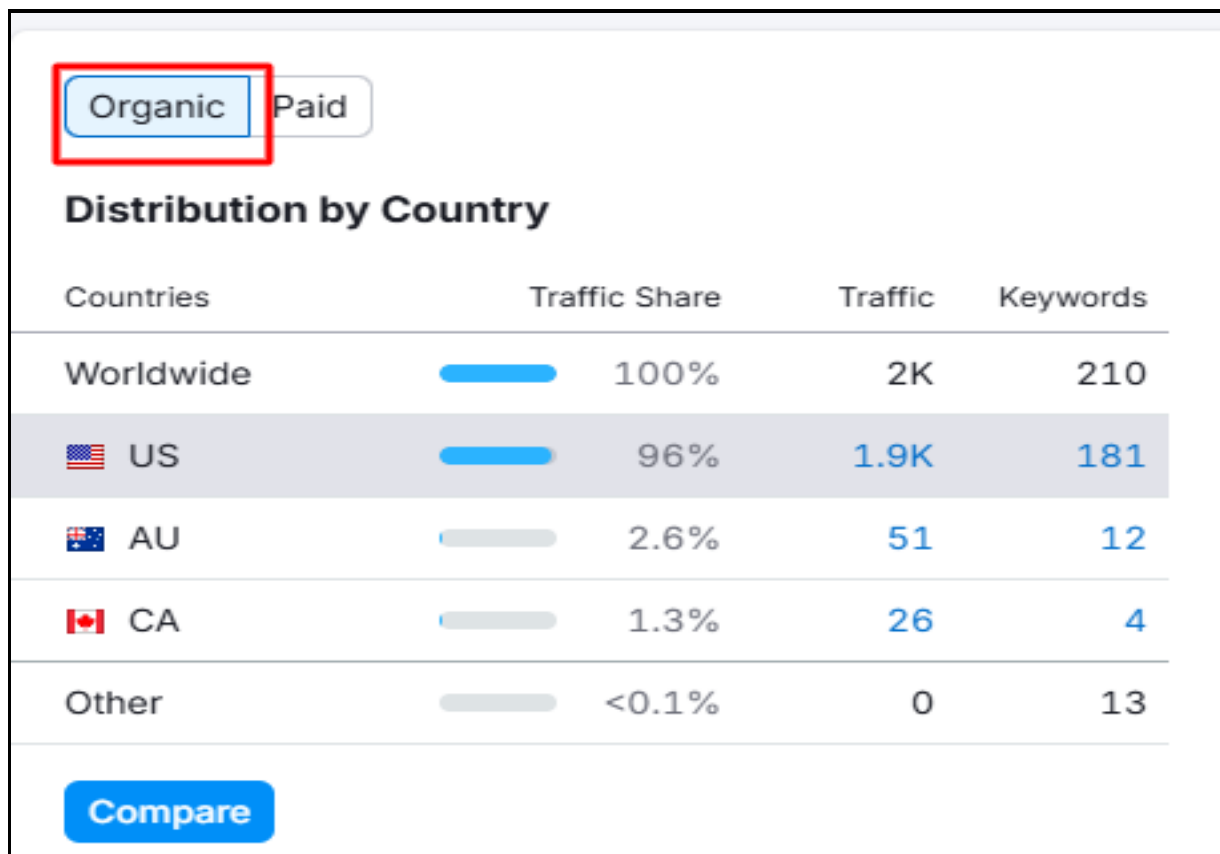 Organic Paid
Distribution by Country
Countries Traffic Share Traffic Keywords
Worldwide 100% 2K 210
US 96% 1.9K 181
AU 2.6% 51 12
CA 1.3% 26 4
Other <0.1% 0 13
Compare